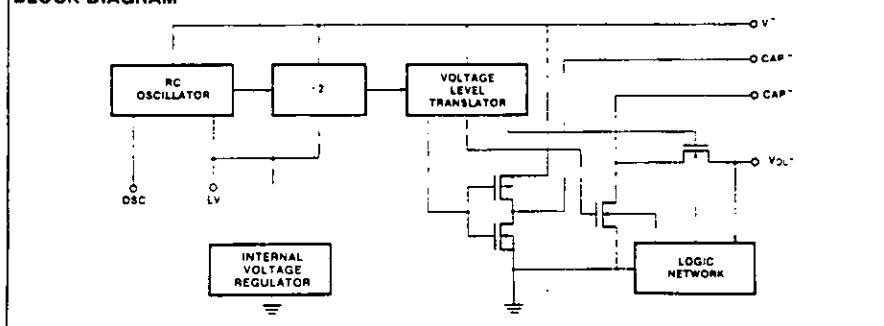 BLOCK DIAGRAM
RC
OSCILLATOR
2
VOLTAGE
LEVEL
TRANSLATOR
CAP
CAP
VOUT
OSC
LV
INTERNAL
VOLTAGE
REGULATOR
LOGIC
NETWORK